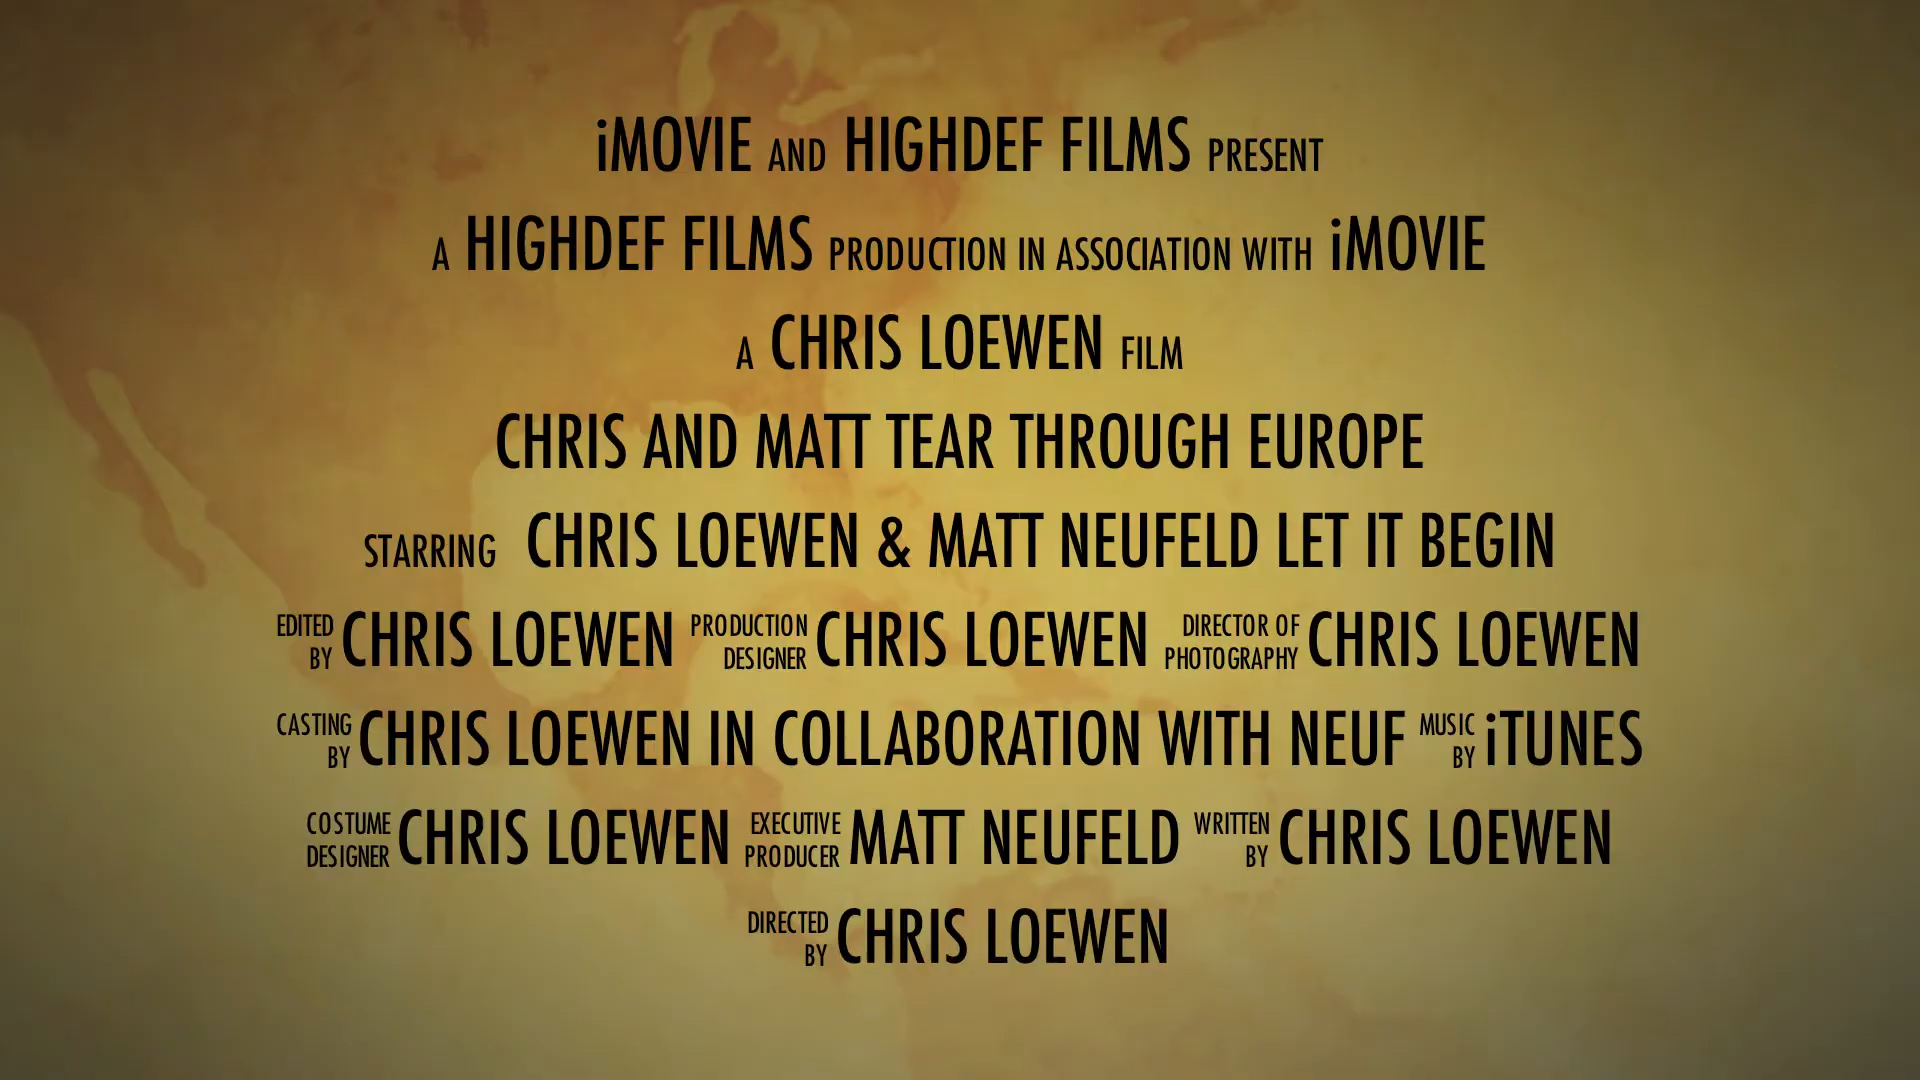 iMOVIE AND HIGHDEF FILMS PRESENT
A HIGHDEF FILMS PRODUCTION IN ASSOCIATION WITH iMOVIE
A CHRIS LOEWEN FILM
CHRIS AND MATT TEAR THROUGH EUROPE
STARRING CHRIS LOEWEN & MATT NEUFELD LET IT BEGIN
EDITED BY CHRIS LOEWEN PRODUCTION DESIGNER CHRIS LOEWEN DIRECTOR OF PHOTOGRAPHY CHRIS LOEWEN
CASTING BY CHRIS LOEWEN IN COLLABORATION WITH NEUF MUSIC BY iTUNES
COSTUME DESIGNER CHRIS LOEWEN EXECUTIVE PRODUCER MATT NEUFELD WRITTEN BY CHRIS LOEWEN
DIRECTED BY CHRIS LOEWEN